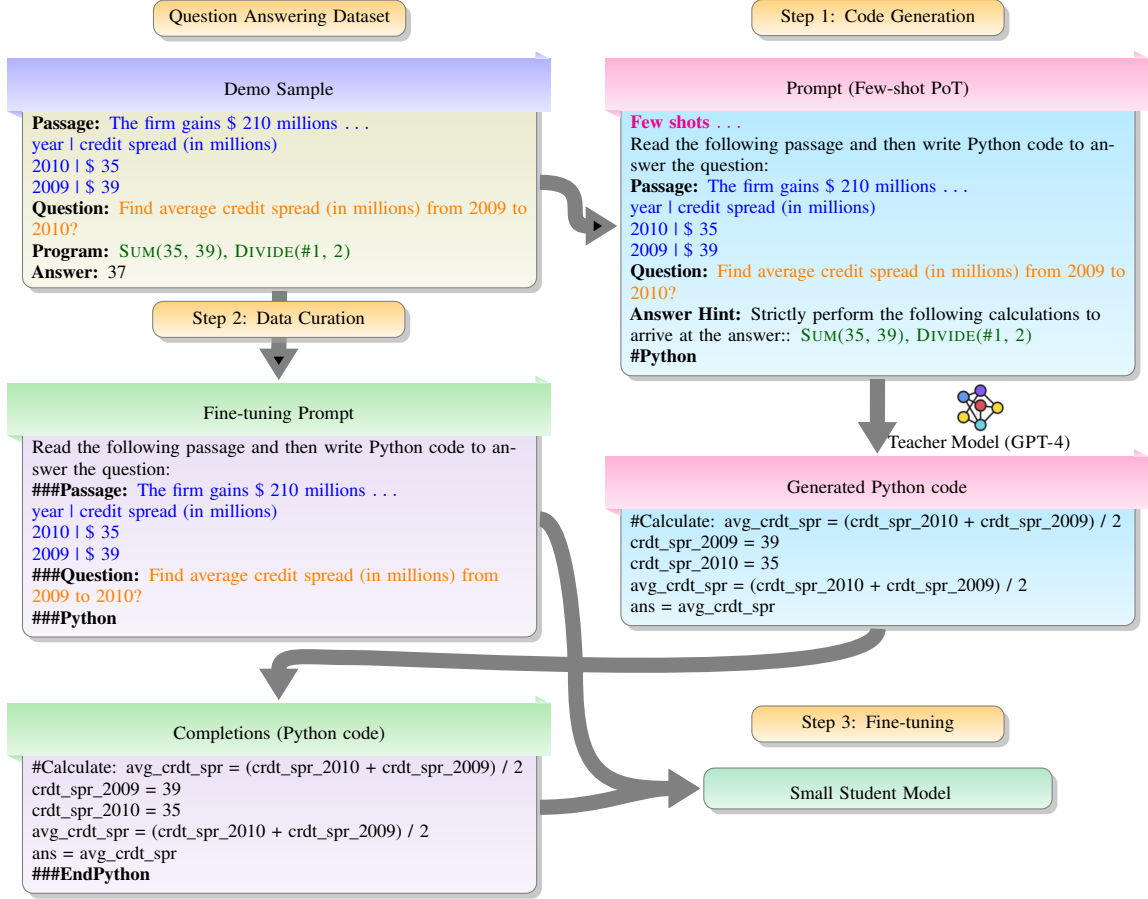 Question Answering Dataset
Demo Sample
Passage: The firm gains $ 210 millions . . .
year | credit spread (in millions)
2010 | $ 35
2009 | $ 39
Question: Find average credit spread (in millions) from 2009 to
2010?
Program: SUM(35, 39), DIVIDE(#1, 2)
Answer: 37
Step 1: Code Generation
Prompt (Few-shot PoT)
Few shots . . .
Read the following passage and then write Python code to an-
swer the question:
Passage: The firm gains $ 210 millions . . .
year | credit spread (in millions)
2010 | $ 35
2009 | $ 39
Question: Find average credit spread (in millions) from 2009 to
2010?
Answer Hint: Strictly perform the following calculations to
arrive at the answer:: SUM(35, 39), DIVIDE(#1, 2)
#Python
Teacher Model (GPT-4)
Generated Python code
#Calculate: avg_crdt_spr = (crdt_spr_2010 + crdt_spr_2009) / 2
crdt_spr_2009 = 39
crdt_spr_2010 = 35
avg_crdt_spr = (crdt_spr_2010 + crdt_spr_2009) / 2
ans = avg_crdt_spr
Step 2: Data Curation
Fine-tuning Prompt
Read the following passage and then write Python code to an-
swer the question:
###Passage: The firm gains $ 210 millions . . .
year | credit spread (in millions)
2010 | $ 35
2009 | $ 39
###Question: Find average credit spread (in millions) from
2009 to 2010?
###Python
Completions (Python code)
#Calculate: avg_crdt_spr = (crdt_spr_2010 + crdt_spr_2009) / 2
crdt_spr_2009 = 39
crdt_spr_2010 = 35
avg_crdt_spr = (crdt_spr_2010 + crdt_spr_2009) / 2
ans = avg_crdt_spr
###EndPython
Step 3: Fine-tuning
Small Student Model